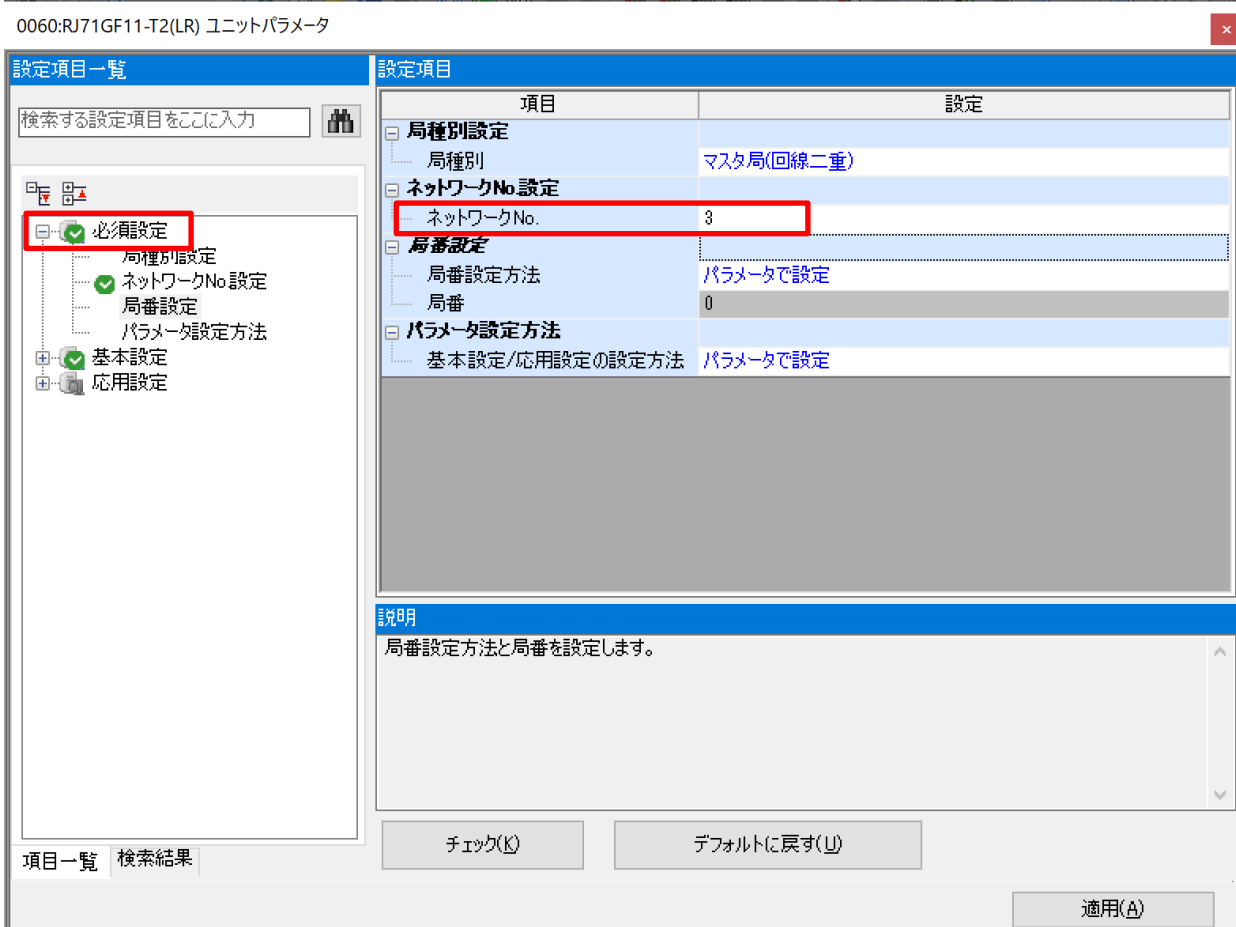 0060:RJ71GF11-T2(LR) ユニットパラメータ
×
設定項目一覧
検索する設定項目をここに入力
必須設定
局種別設定
ネットワークNo.設定
局番設定
パラメータ設定方法
基本設定
応用設定
項目一覧 検索結果
設定項目
項目 設定
局種別設定
局種別 マスタ局(回線二重)
ネットワークNo.設定
ネットワークNo. 3
局番設定
局番設定方法 パラメータで設定
局番 0
パラメータ設定方法
基本設定/応用設定の設定方法 パラメータで設定
説明
局番設定方法と局番を設定します。
チェック(K) デフォルトに戻す(U)
適用(A)